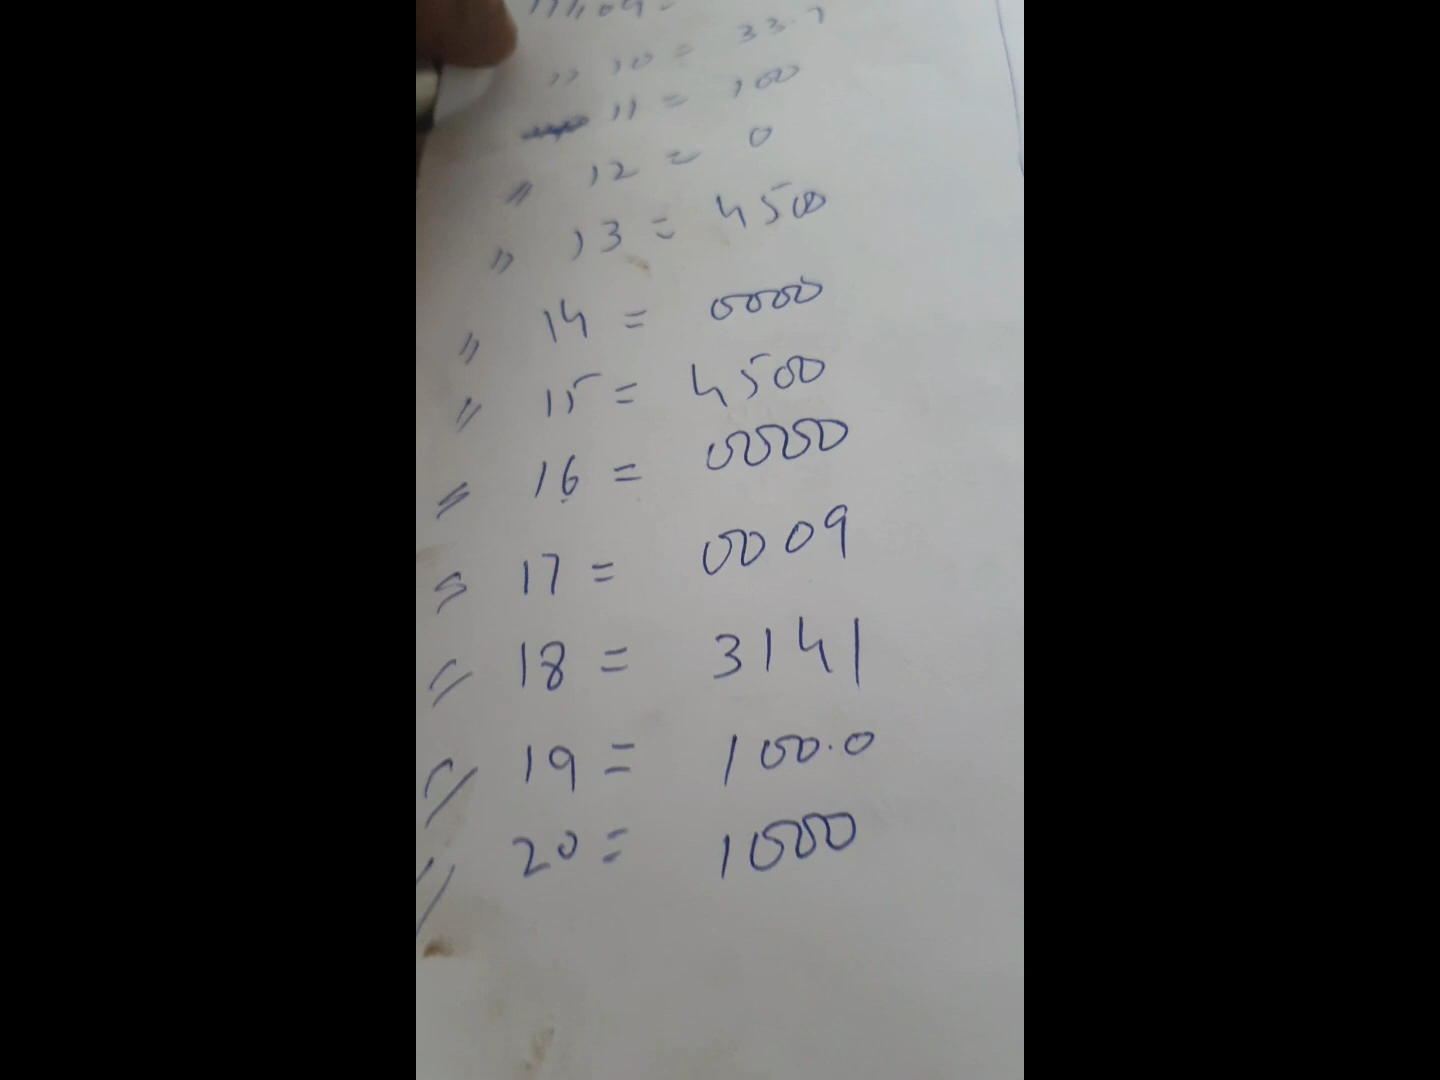 " 10 = 33.7
11 = 100
" 12 = 0
" 13 = 4500
" 14 = 0000
" 15 = 4500
" 16 = 0000
" 17 = 0009
" 18 = 3141
" 19 = 100.0
" 20 = 1000